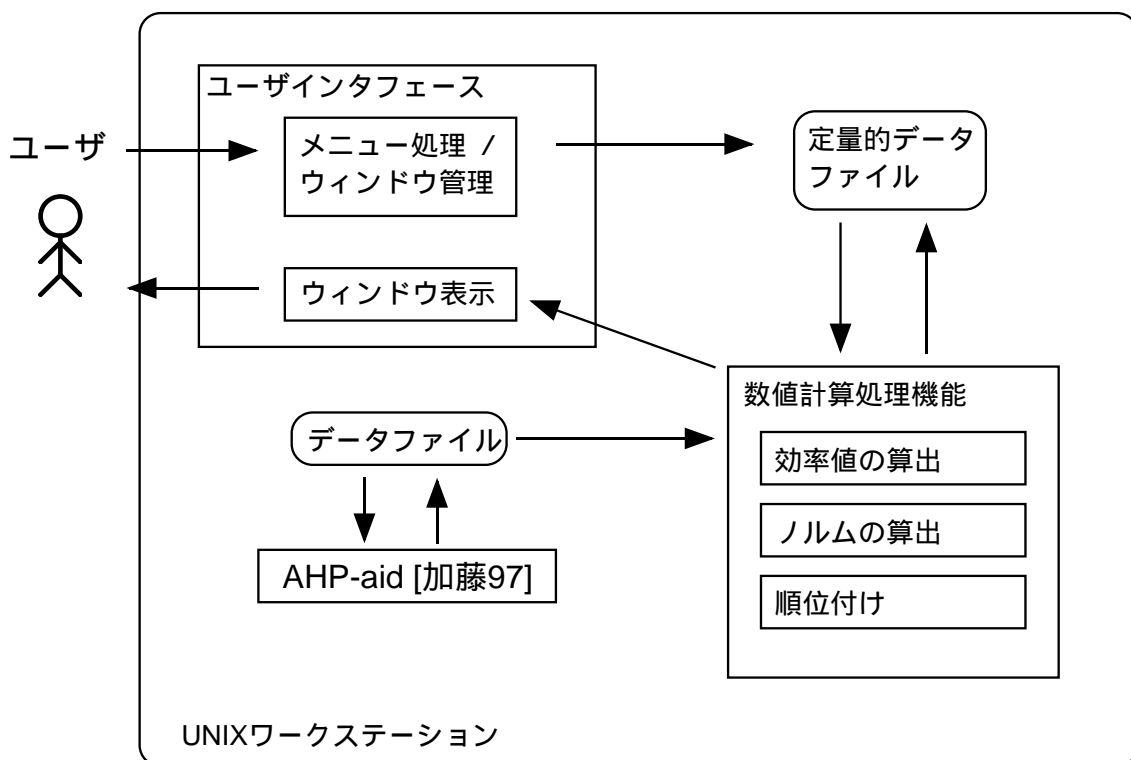 ユーザインタフェース
ユーザ
メニュー処理 /
ウィンドウ管理
定量的データ
ファイル
ウィンドウ表示
数値計算処理機能
データファイル
効率値の算出
ノルムの算出
AHP-aid [加藤97]
順位付け
UNIXワークステーション